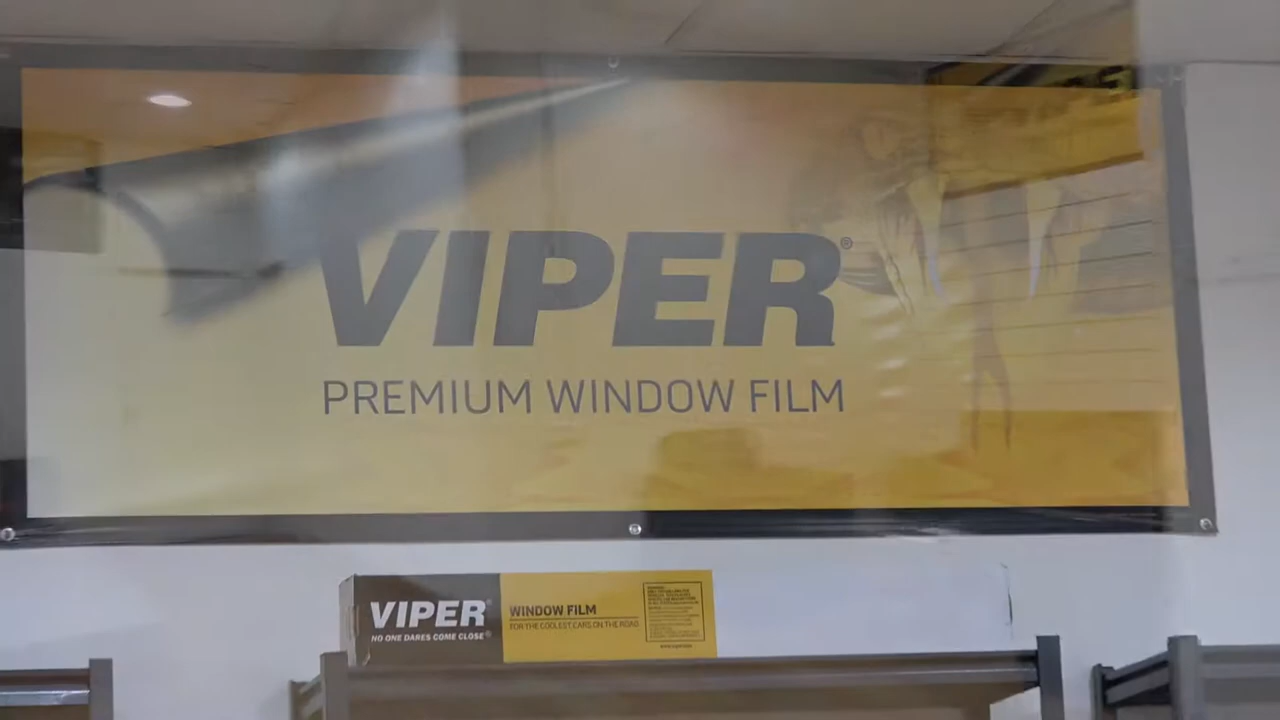 VIPER®
PREMIUM WINDOW FILM
VIPER®
NO ONE DARES COME CLOSE®
WINDOW FILM
FOR THE COOLEST CARS ON THE ROAD